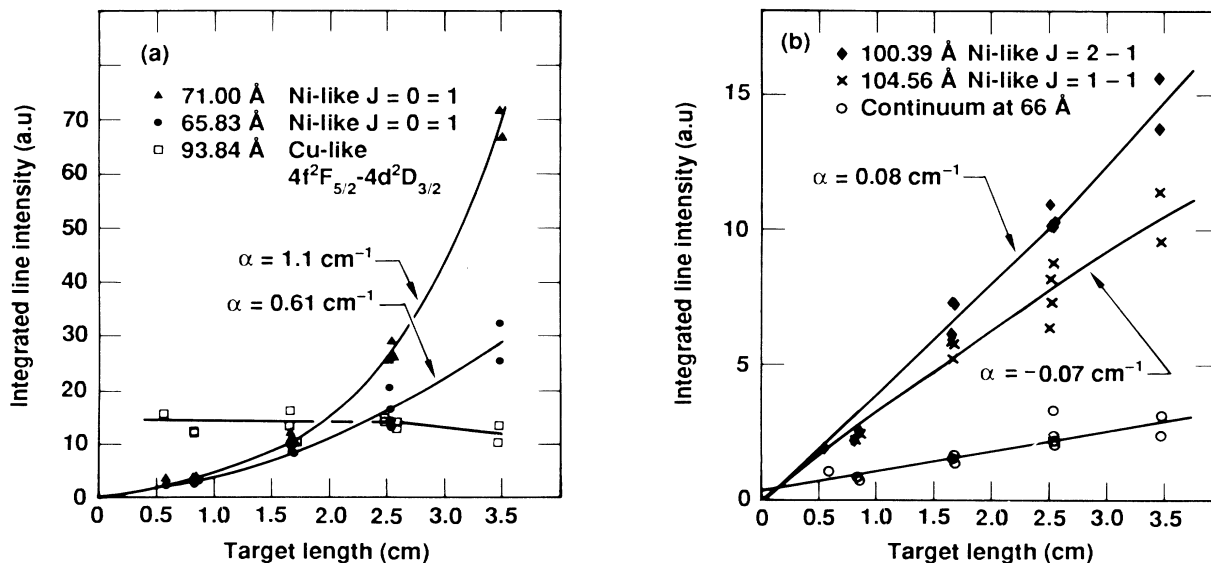 (a)
▲ 71.00 Å Ni-like J = 0 = 1
● 65.83 Å Ni-like J = 0 = 1
□ 93.84 Å Cu-like
4f²F₅/₂-4d²D₃/₂
α = 1.1 cm⁻¹
α = 0.61 cm⁻¹
Integrated line intensity (a.u)
70
60
50
40
30
20
10
0
0 0.5 1.0 1.5 2.0 2.5 3.0 3.5
Target length (cm)
(b)
◆ 100.39 Å Ni-like J = 2 – 1
× 104.56 Å Ni-like J = 1 – 1
○ Continuum at 66 Å
α = 0.08 cm⁻¹
α = –0.07 cm⁻¹
Integrated line intensity (a.u)
15
10
5
0
0 0.5 1.0 1.5 2.0 2.5 3.0 3.5
Target length (cm)